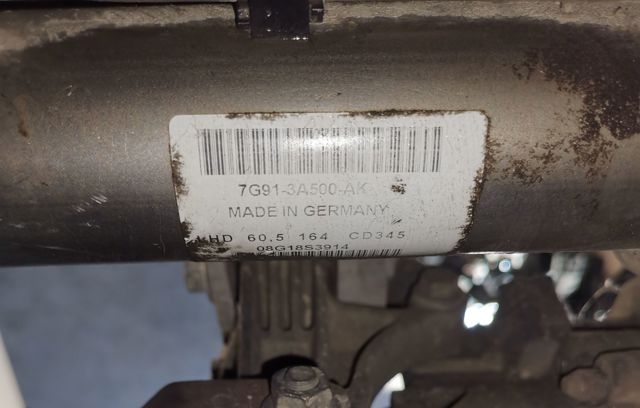 7G91-3A500-AK
MADE IN GERMANY
HD 60,5 164 CD345
08G18S3914